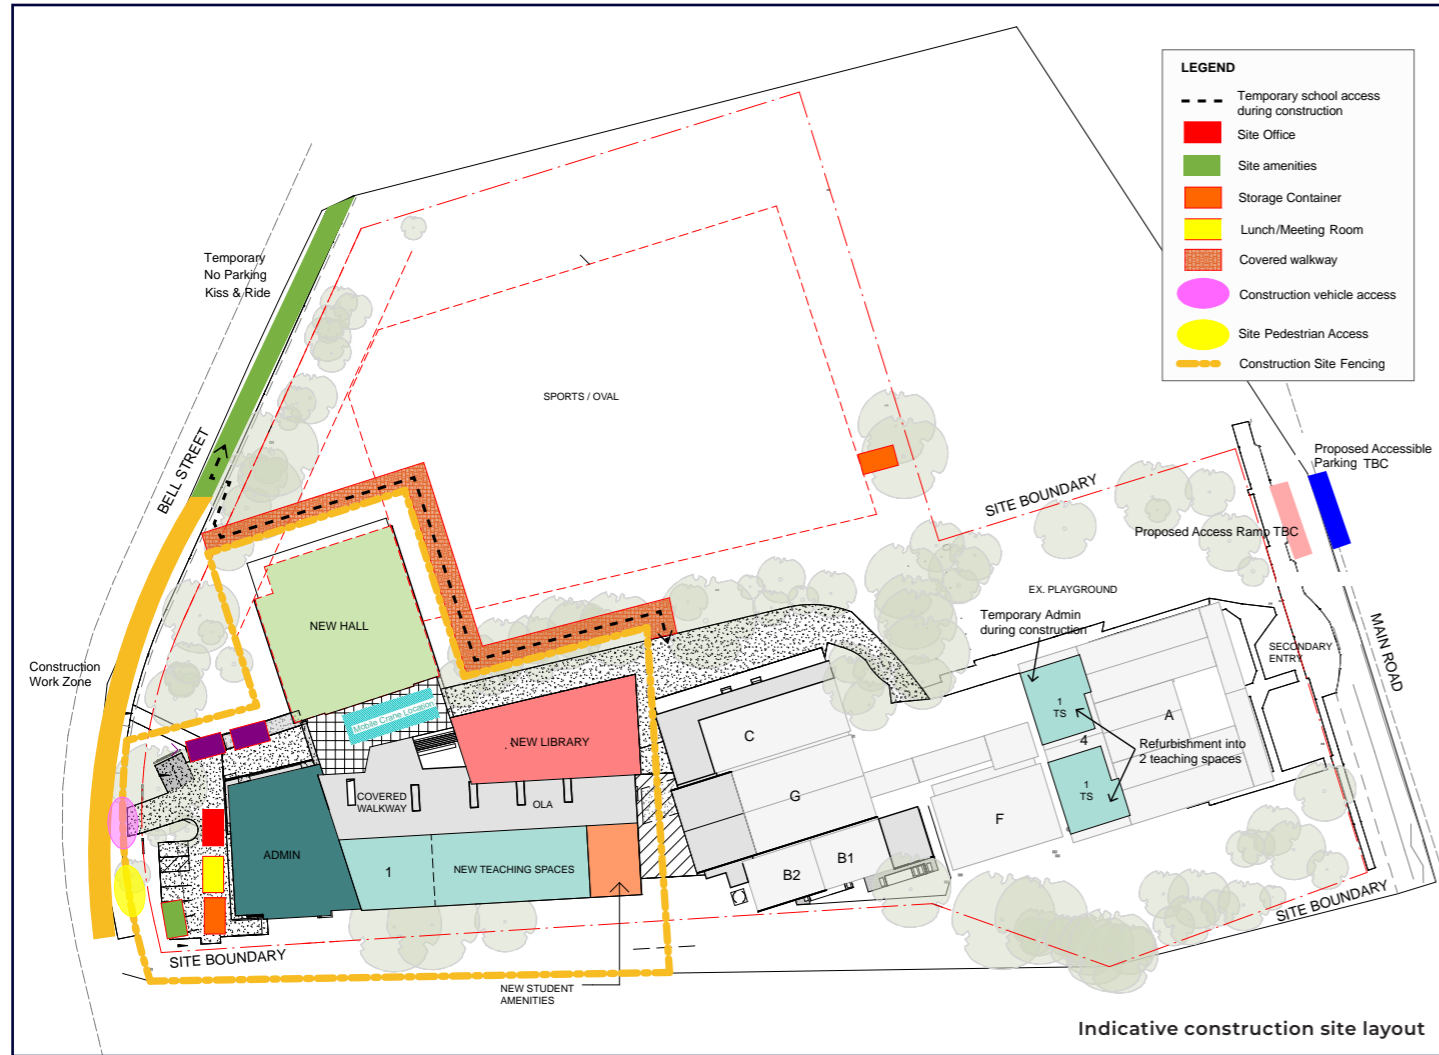 LEGEND
Temporary school access
during construction
Site Office
Site amenities
Storage Container
Lunch/Meeting Room
Covered walkway
Construction vehicle access
Site Pedestrian Access
Construction Site Fencing
Temporary
No Parking
Kiss & Ride
BELL STREET
SPORTS / OVAL
SITE BOUNDARY
Proposed Accessible
Parking TBC
Proposed Access Ramp TBC
EX. PLAYGROUND
Temporary Admin
during construction
NEW HALL
Construction
Work Zone
SECONDARY
ENTRY
MAIN ROAD
Mobile Crane Location
1
TS
A
C
NEW LIBRARY
4
Refurbishment into
2 teaching spaces
COVERED
WALKWAY
OLA
G
1
TS
F
ADMIN
1
NEW TEACHING SPACES
B1
B2
SITE BOUNDARY
SITE BOUNDARY
NEW STUDENT
AMENITIES
Indicative construction site layout